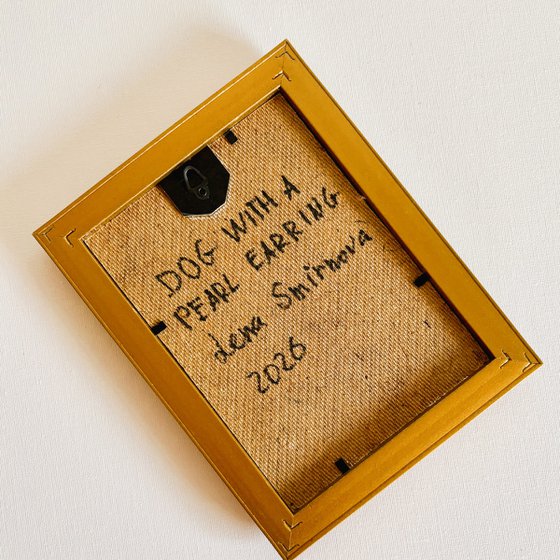 DOG WITH A
PEARL EARRING
Lena Smirnova
2026